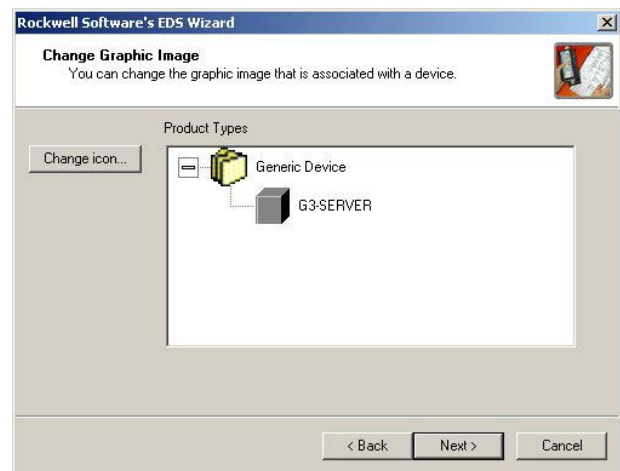 Rockwell Software's EDS Wizard
Change Graphic Image
You can change the graphic image that is associated with a device.
Product Types
Change icon...
Generic Device
G3-SERVER
< Back
Next >
Cancel